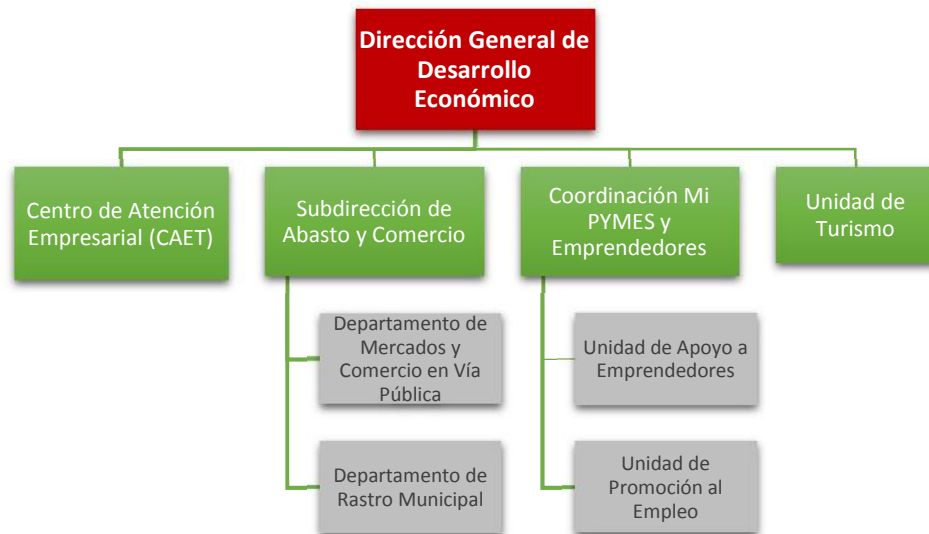 Dirección General de
Desarrollo
Económico
Centro de Atención
Empresarial (CAET)
Subdirección de
Abasto y Comercio
Coordinación Mi
PYMES y
Emprendedores
Unidad de
Turismo
Departamento de
Mercados y
Comercio en Vía
Pública
Unidad de Apoyo a
Emprendedores
Departamento de
Rastro Municipal
Unidad de
Promoción al
Empleo